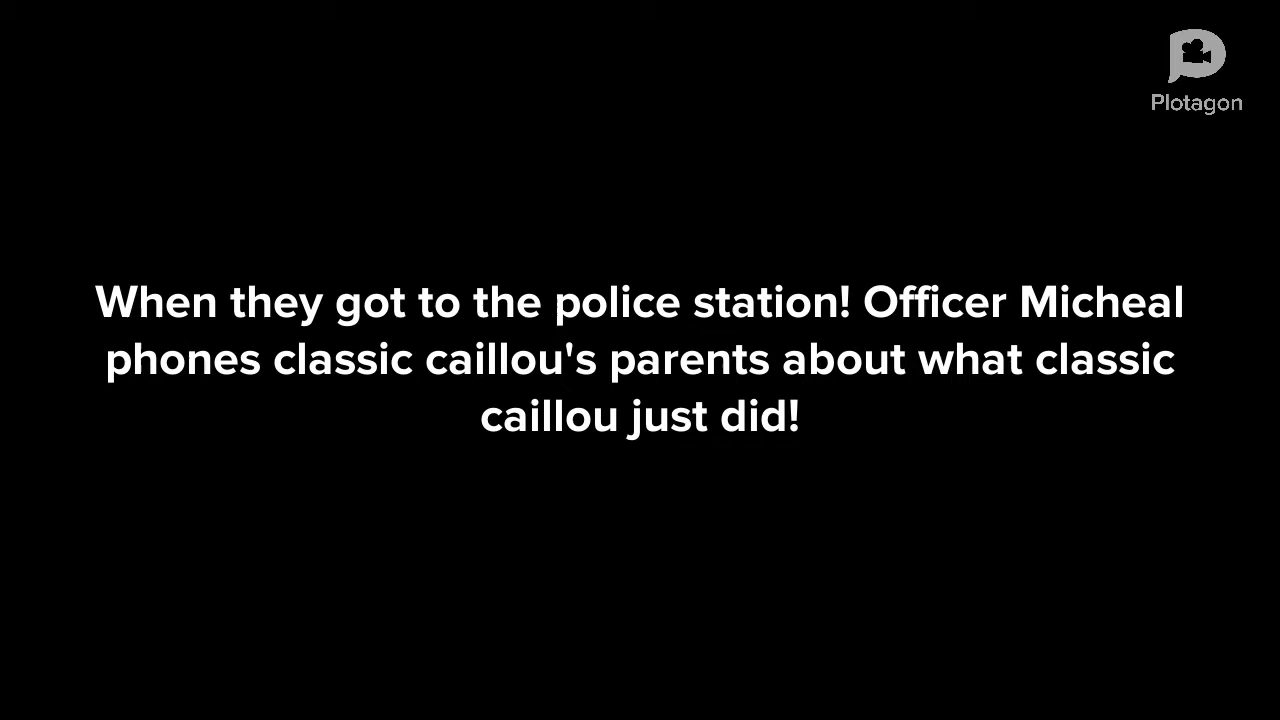 Plotagon
When they got to the police station! Officer Micheal
phones classic caillou's parents about what classic
caillou just did!